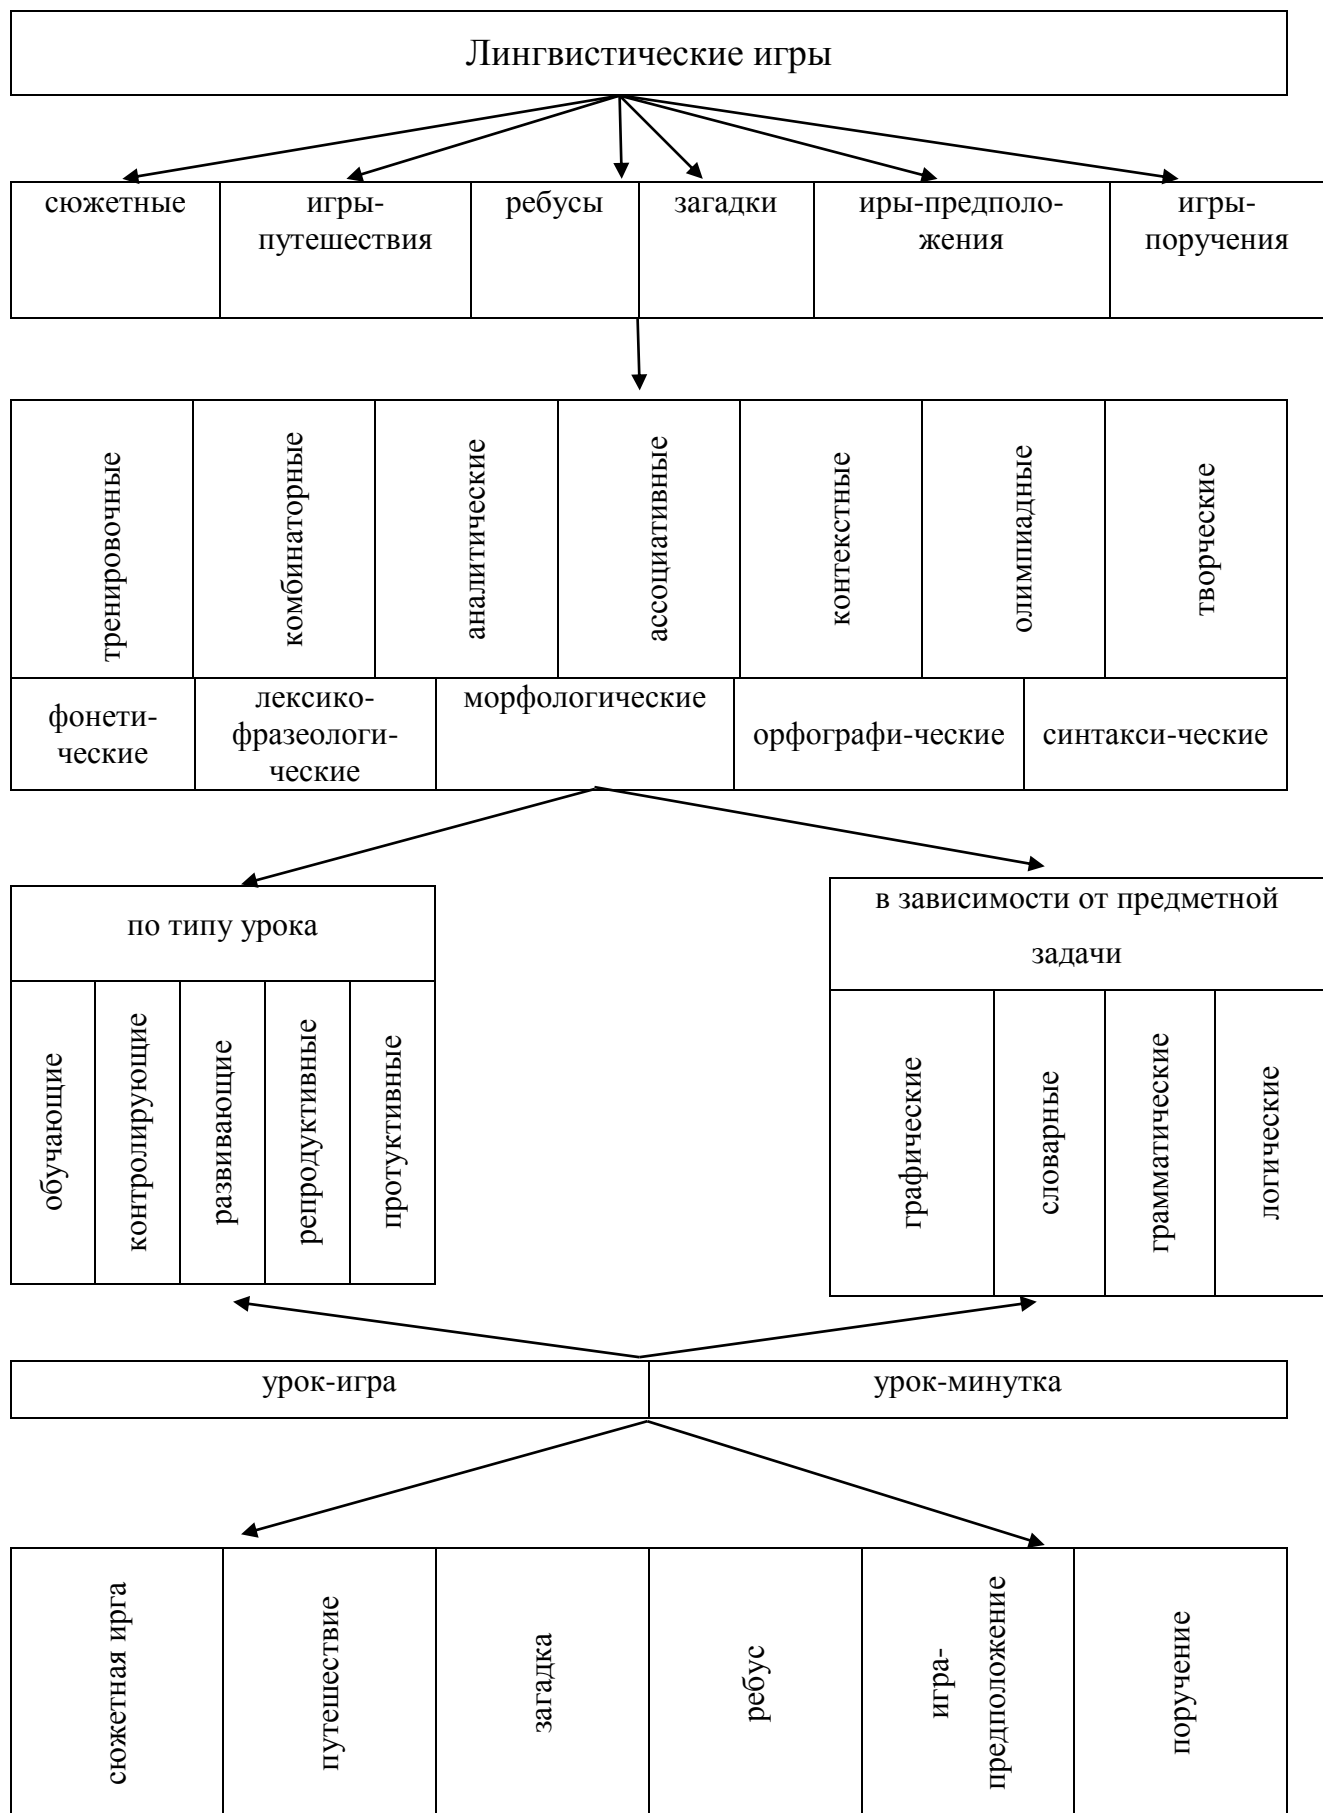 Лингвистические игры
сюжетные
игры-
путешествия
ребусы
загадки
иры-предполо-
жения
игры-
поручения
тренировочные
комбинаторные
аналитические
ассоциативные
контекстные
олимпиадные
творческие
фонети-
ческие
лексико-
фразеологи-
ческие
морфологические
орфографи-ческие
синтакси-ческие
по типу урока
обучающие
контролирующие
развивающие
репродуктивные
протуктивные
в зависимости от предметной
задачи
графические
словарные
грамматические
логические
урок-игра
урок-минутка
сюжетная ирга
путешествие
загадка
ребус
игра-
предположение
поручение